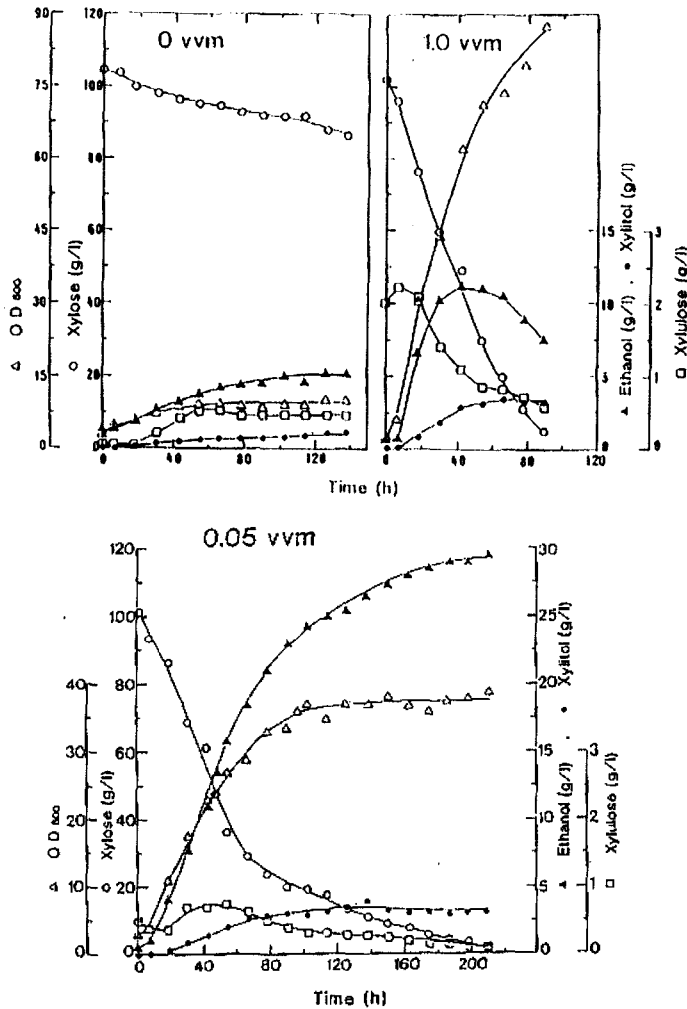 0 vvm
1.0 vvm
90 75 60 45 30 15 0
120 100 80 60 40 20 0
△ OD600
○ Xylose (g/l)
0 40 80 120
0 40 80 120
Time (h)
15 10 5 0
3 2 1 0
▲ Ethanol (g/l) . • Xylitol (g/l)
□ Xylulose (g/l)
0.05 vvm
40 30 20 10 0
120 100 80 60 40 20 0
△ OD600
○ Xylose (g/l)
0 40 80 120 160 200
Time (h)
30 25 20 15 10 5 0
3 2 1 0
▲ Ethanol (g/l) . • Xylitol (g/l)
□ Xylulose (g/l)